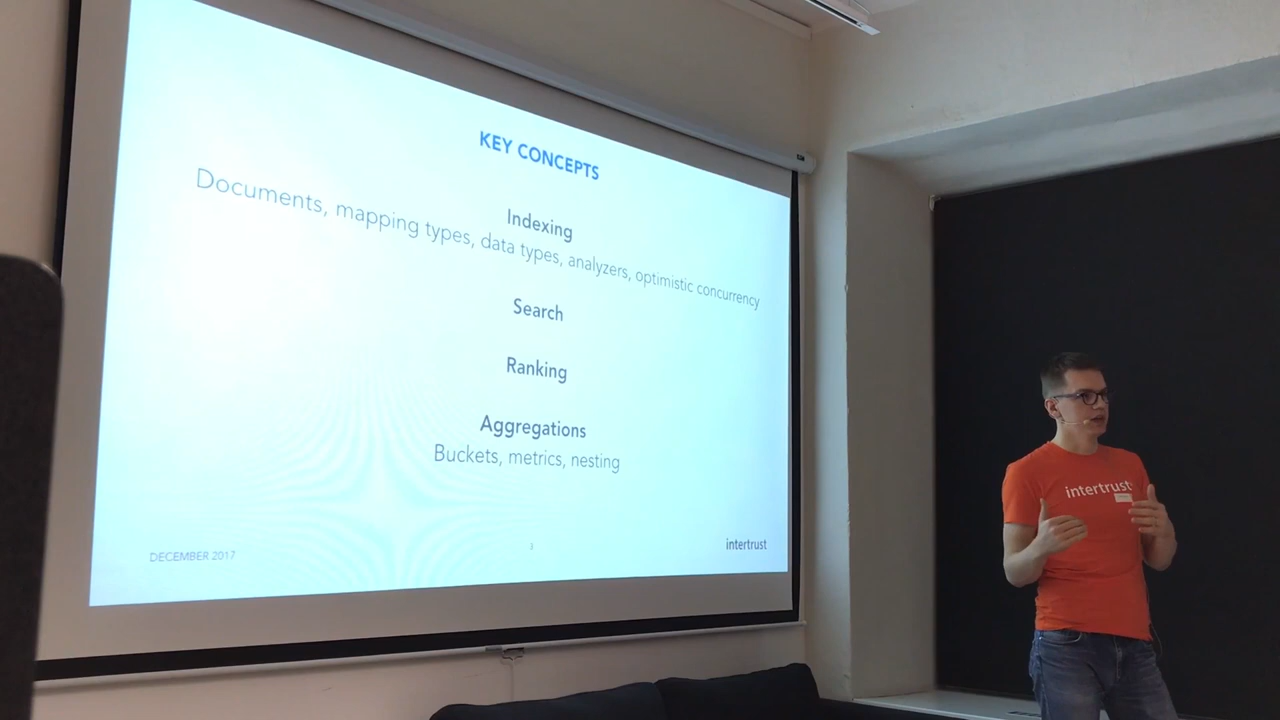 KEY CONCEPTS
Indexing
Documents, mapping types, data types, analyzers, optimistic concurrency
Search
Ranking
Aggregations
Buckets, metrics, nesting
DECEMBER 2017
3
intertrust
intertrust